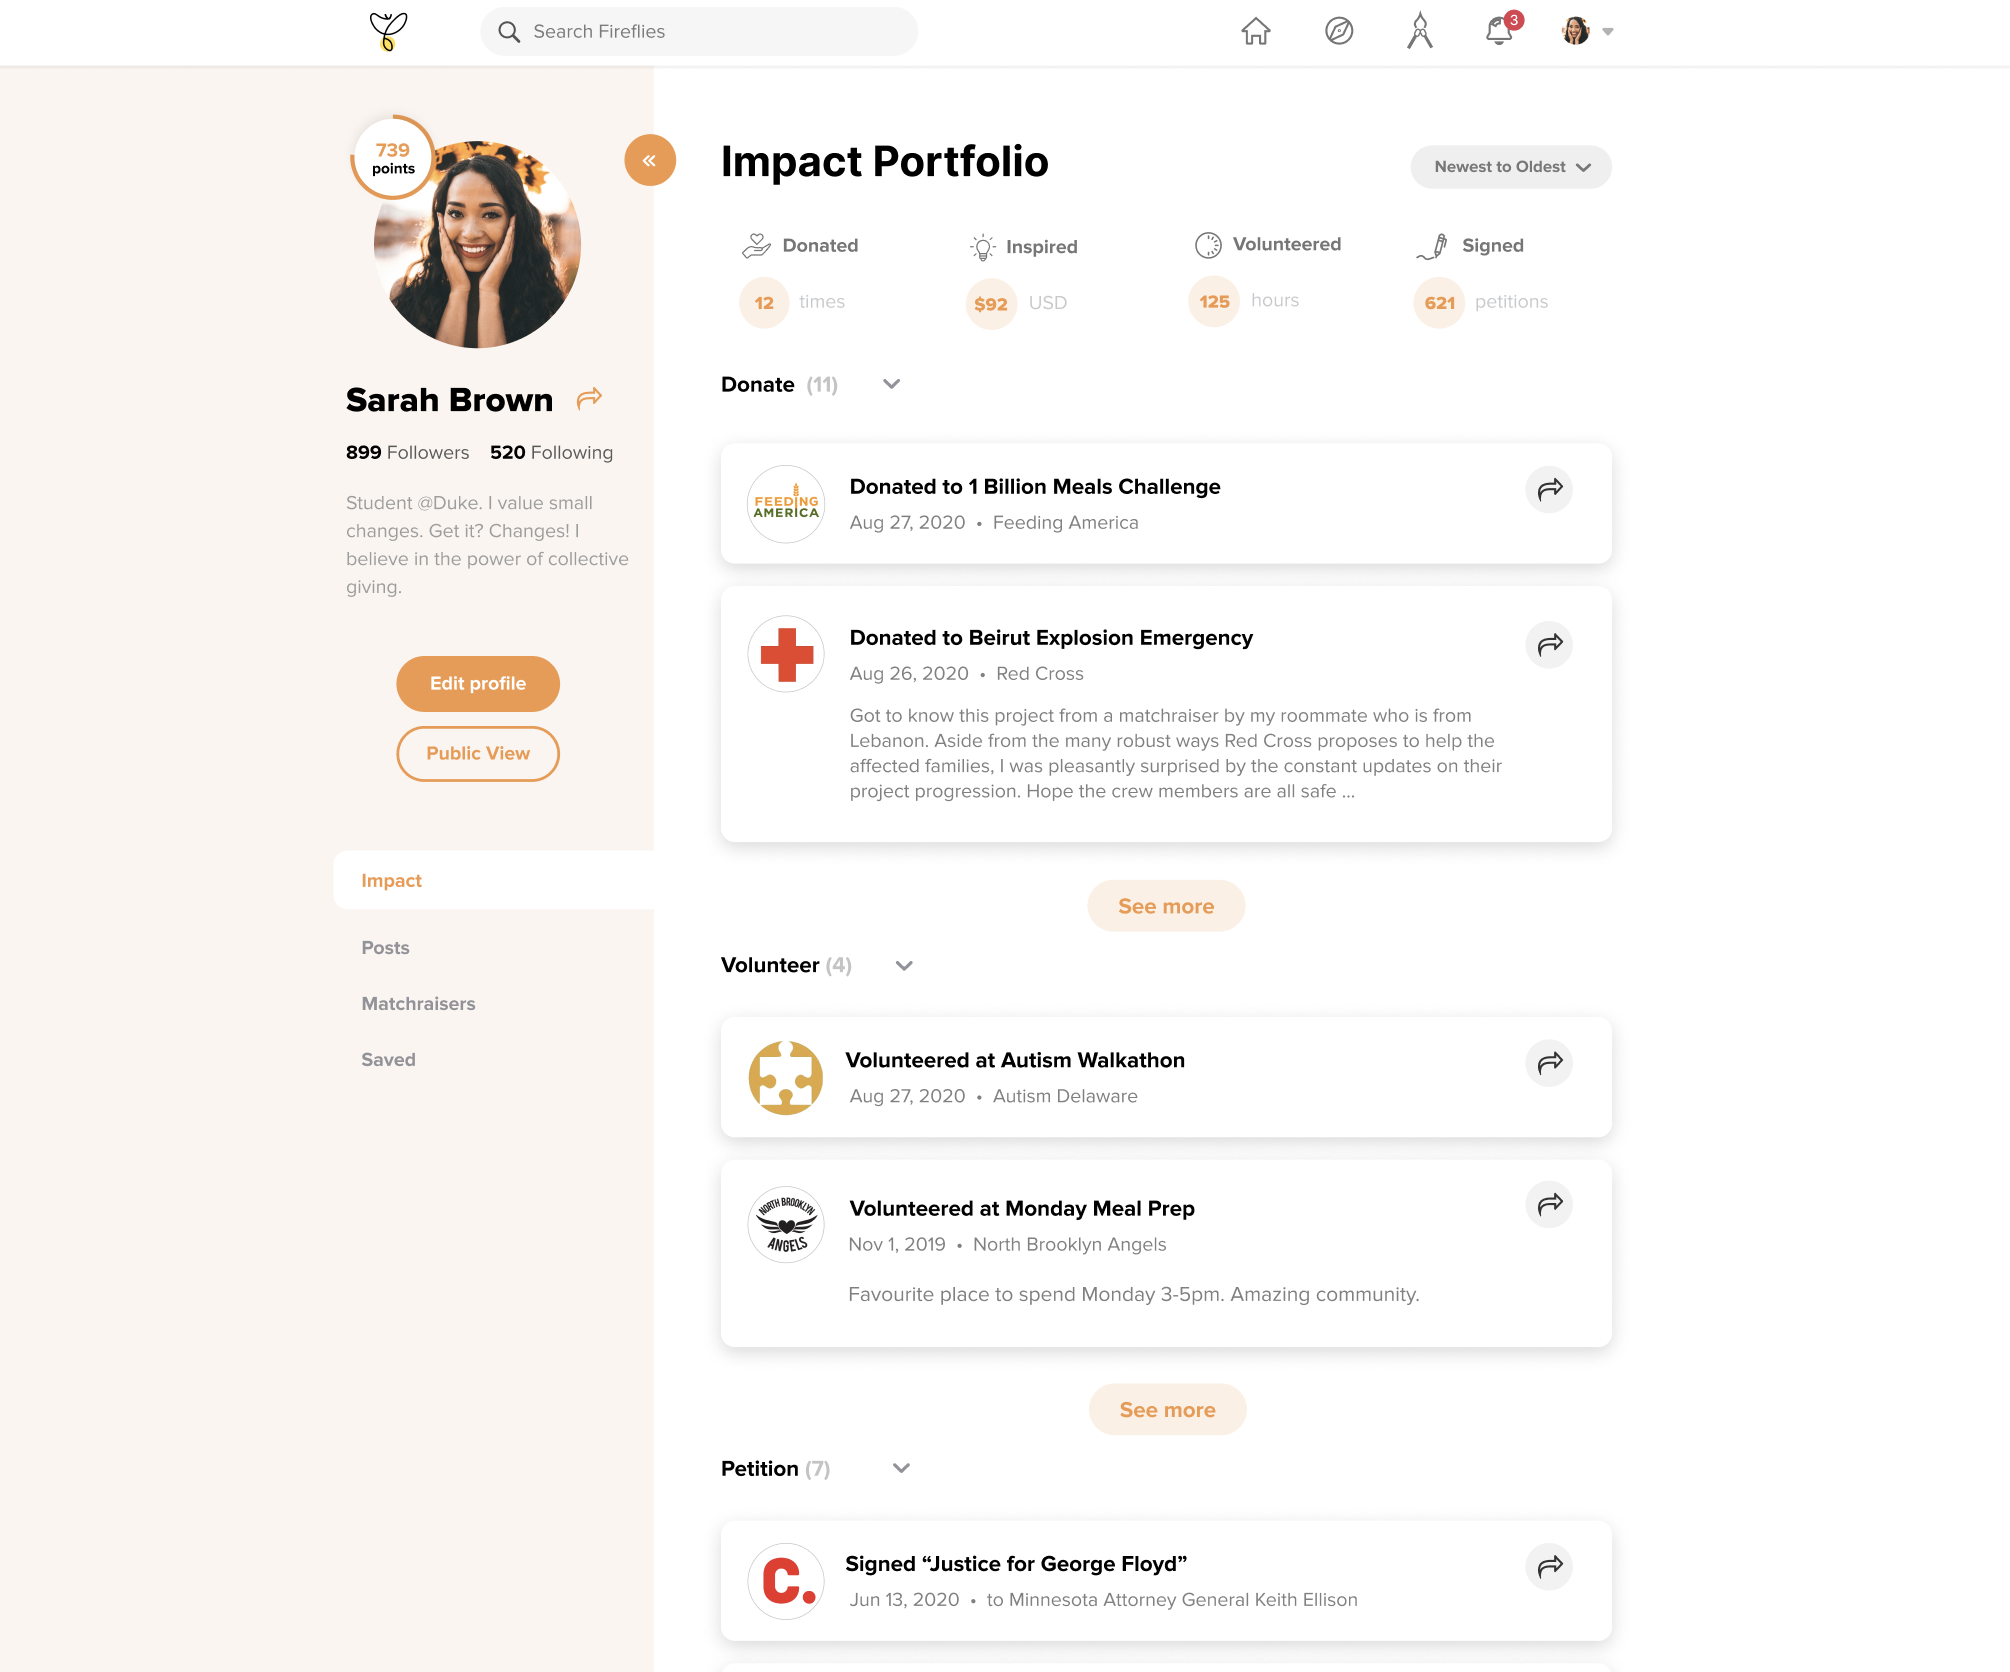 Search Fireflies
3
739
points
Sarah Brown
899 Followers 520 Following
Student @Duke. I value small
changes. Get it? Changes! I
believe in the power of collective
giving.
Edit profile
Public View
Impact
Posts
Matchraisers
Saved
Impact Portfolio
Newest to Oldest
Donated
12 times
Inspired
$92 USD
Volunteered
125 hours
Signed
621 petitions
Donate (11)
FEEDING
AMERICA
Donated to 1 Billion Meals Challenge
Aug 27, 2020 • Feeding America
Donated to Beirut Explosion Emergency
Aug 26, 2020 • Red Cross
Got to know this project from a matchraiser by my roommate who is from
Lebanon. Aside from the many robust ways Red Cross proposes to help the
affected families, I was pleasantly surprised by the constant updates on their
project progression. Hope the crew members are all safe ...
See more
Volunteer (4)
Volunteered at Autism Walkathon
Aug 27, 2020 • Autism Delaware
NORTH BROOKLYN
ANGELS
Volunteered at Monday Meal Prep
Nov 1, 2019 • North Brooklyn Angels
Favourite place to spend Monday 3-5pm. Amazing community.
See more
Petition (7)
C.
Signed “Justice for George Floyd”
Jun 13, 2020 • to Minnesota Attorney General Keith Ellison